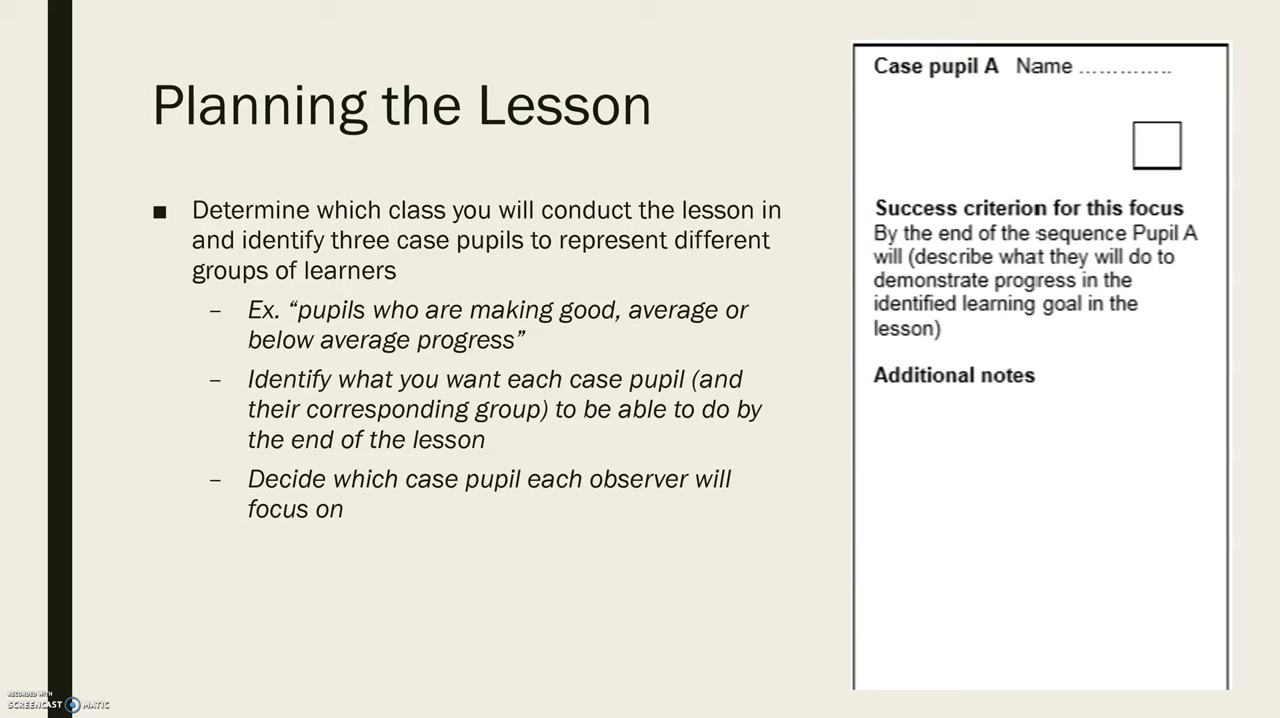 Planning the Lesson
■ Determine which class you will conduct the lesson in
and identify three case pupils to represent different
groups of learners
– Ex. “pupils who are making good, average or
below average progress”
– Identify what you want each case pupil (and
their corresponding group) to be able to do by
the end of the lesson
– Decide which case pupil each observer will
focus on
Case pupil A Name ..............
Success criterion for this focus
By the end of the sequence Pupil A
will (describe what they will do to
demonstrate progress in the
identified learning goal in the
lesson)
Additional notes
RECORDED WITH
SCREENCAST MATIC